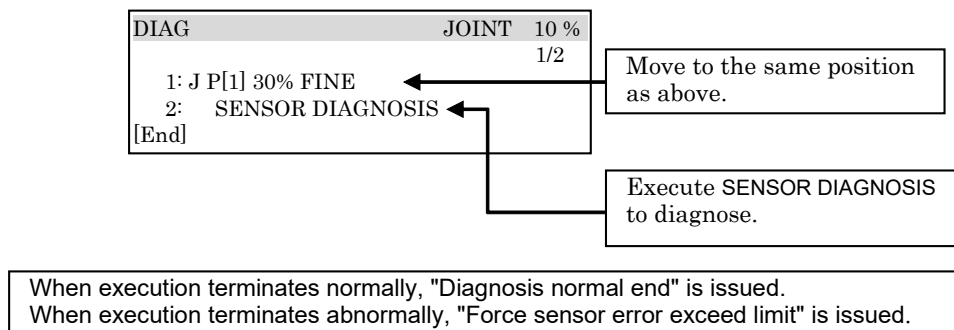 DIAG JOINT 10 %
1/2
1: J P[1] 30% FINE
2: SENSOR DIAGNOSIS
[End]
Move to the same position
as above.
Execute SENSOR DIAGNOSIS
to diagnose.
When execution terminates normally, "Diagnosis normal end" is issued.
When execution terminates abnormally, "Force sensor error exceed limit" is issued.